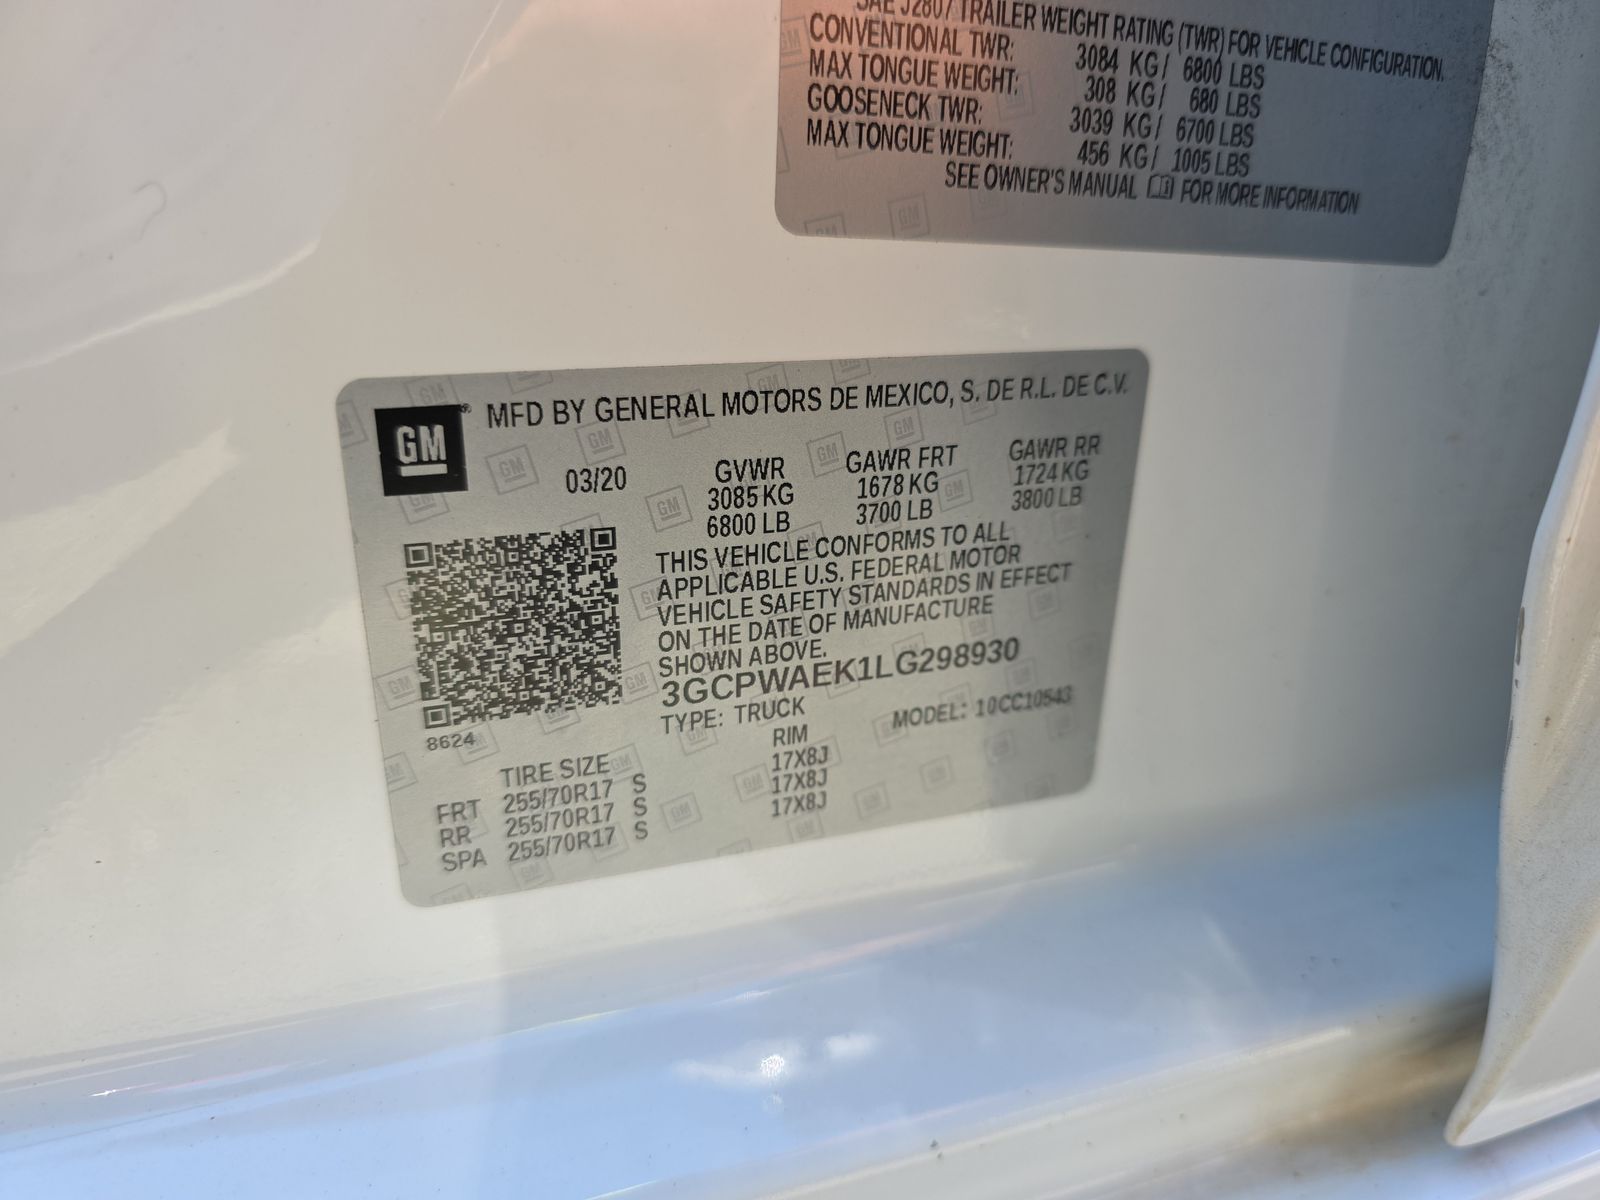 SAE J2807 TRAILER WEIGHT RATING (TWR) FOR VEHICLE CONFIGURATION.
CONVENTIONAL TWR: 3084 KG/ 6800 LBS
MAX TONGUE WEIGHT: 308 KG/ 680 LBS
GOOSENECK TWR: 3039 KG/ 6700 LBS
MAX TONGUE WEIGHT: 456 KG/ 1005 LBS
SEE OWNER'S MANUAL FOR MORE INFORMATION
GM® MFD BY GENERAL MOTORS DE MEXICO, S. DE R.L. DE C.V.
03/20 GVWR GAWR FRT GAWR RR
3085 KG 1678 KG 1724 KG
6800 LB 3700 LB 3800 LB
THIS VEHICLE CONFORMS TO ALL
APPLICABLE U.S. FEDERAL MOTOR
VEHICLE SAFETY STANDARDS IN EFFECT
ON THE DATE OF MANUFACTURE
SHOWN ABOVE.
3GCPWAEK1LG298930
TYPE: TRUCK MODEL: 10CC10543
8624
TIRE SIZE RIM
FRT 255/70R17 S 17X8J
RR 255/70R17 S 17X8J
SPA 255/70R17 S 17X8J